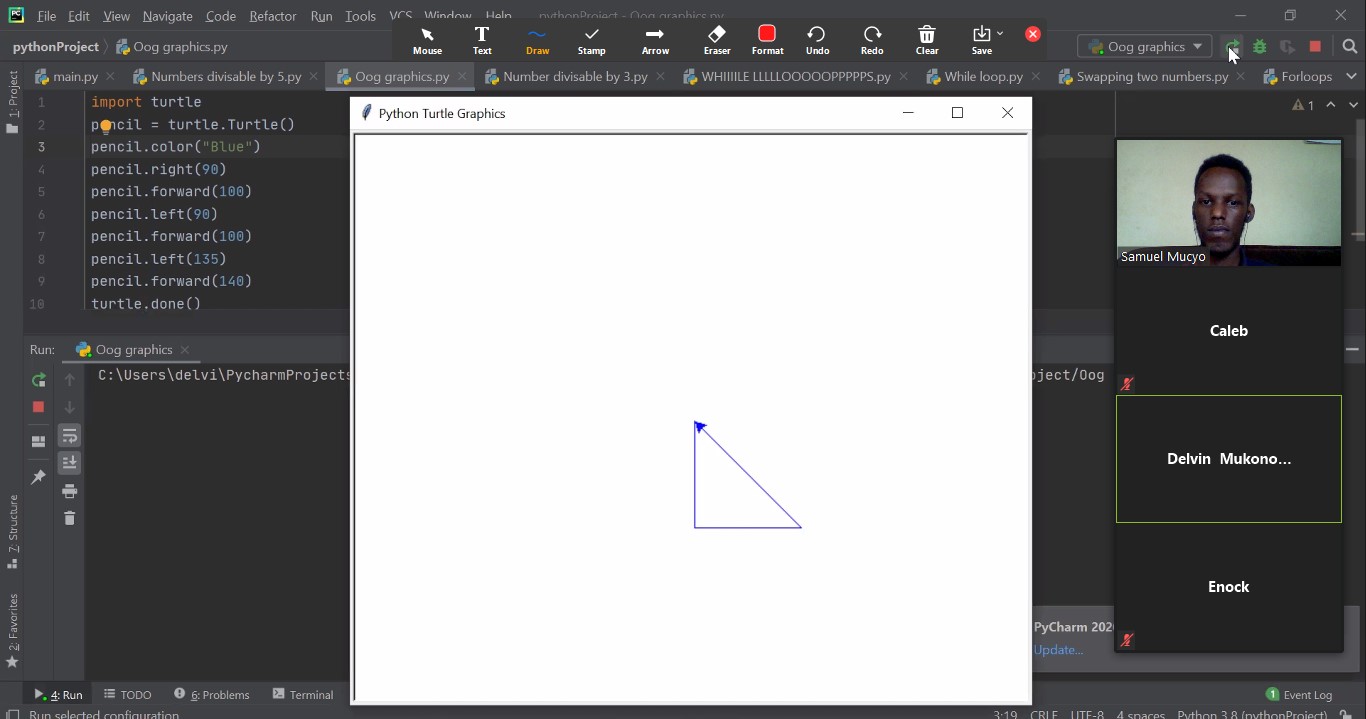 PC File Edit View Navigate Code Refactor Run Tools VCS Window Help pythonProject - Oog graphics.py
pythonProject Oog graphics.py Mouse Text Draw Stamp Arrow Eraser Format Undo Redo Clear Save Oog graphics
main.py Numbers divisable by 5.py Oog graphics.py Number divisable by 3.py WHIIIILE LLLLLOOOOOPPPPPS.py While loop.py Swapping two numbers.py Forloops
1 import turtle
2 pencil = turtle.Turtle()
3 pencil.color("Blue")
4 pencil.right(90)
5 pencil.forward(100)
6 pencil.left(90)
7 pencil.forward(100)
8 pencil.left(135)
9 pencil.forward(140)
10 turtle.done()
Python Turtle Graphics
1
1: Project
7: Structure
2: Favorites
Run: Oog graphics
C:\Users\delvi\PycharmProjects
oject/Oog
Samuel Mucyo
Caleb
Delvin Mukono...
Enock
PyCharm 202
Update...
4: Run TODO 6: Problems Terminal 1 Event Log
Run selected configuration 3:19 CRLF UTF-8 4 spaces Python 3.8 (pythonProject)